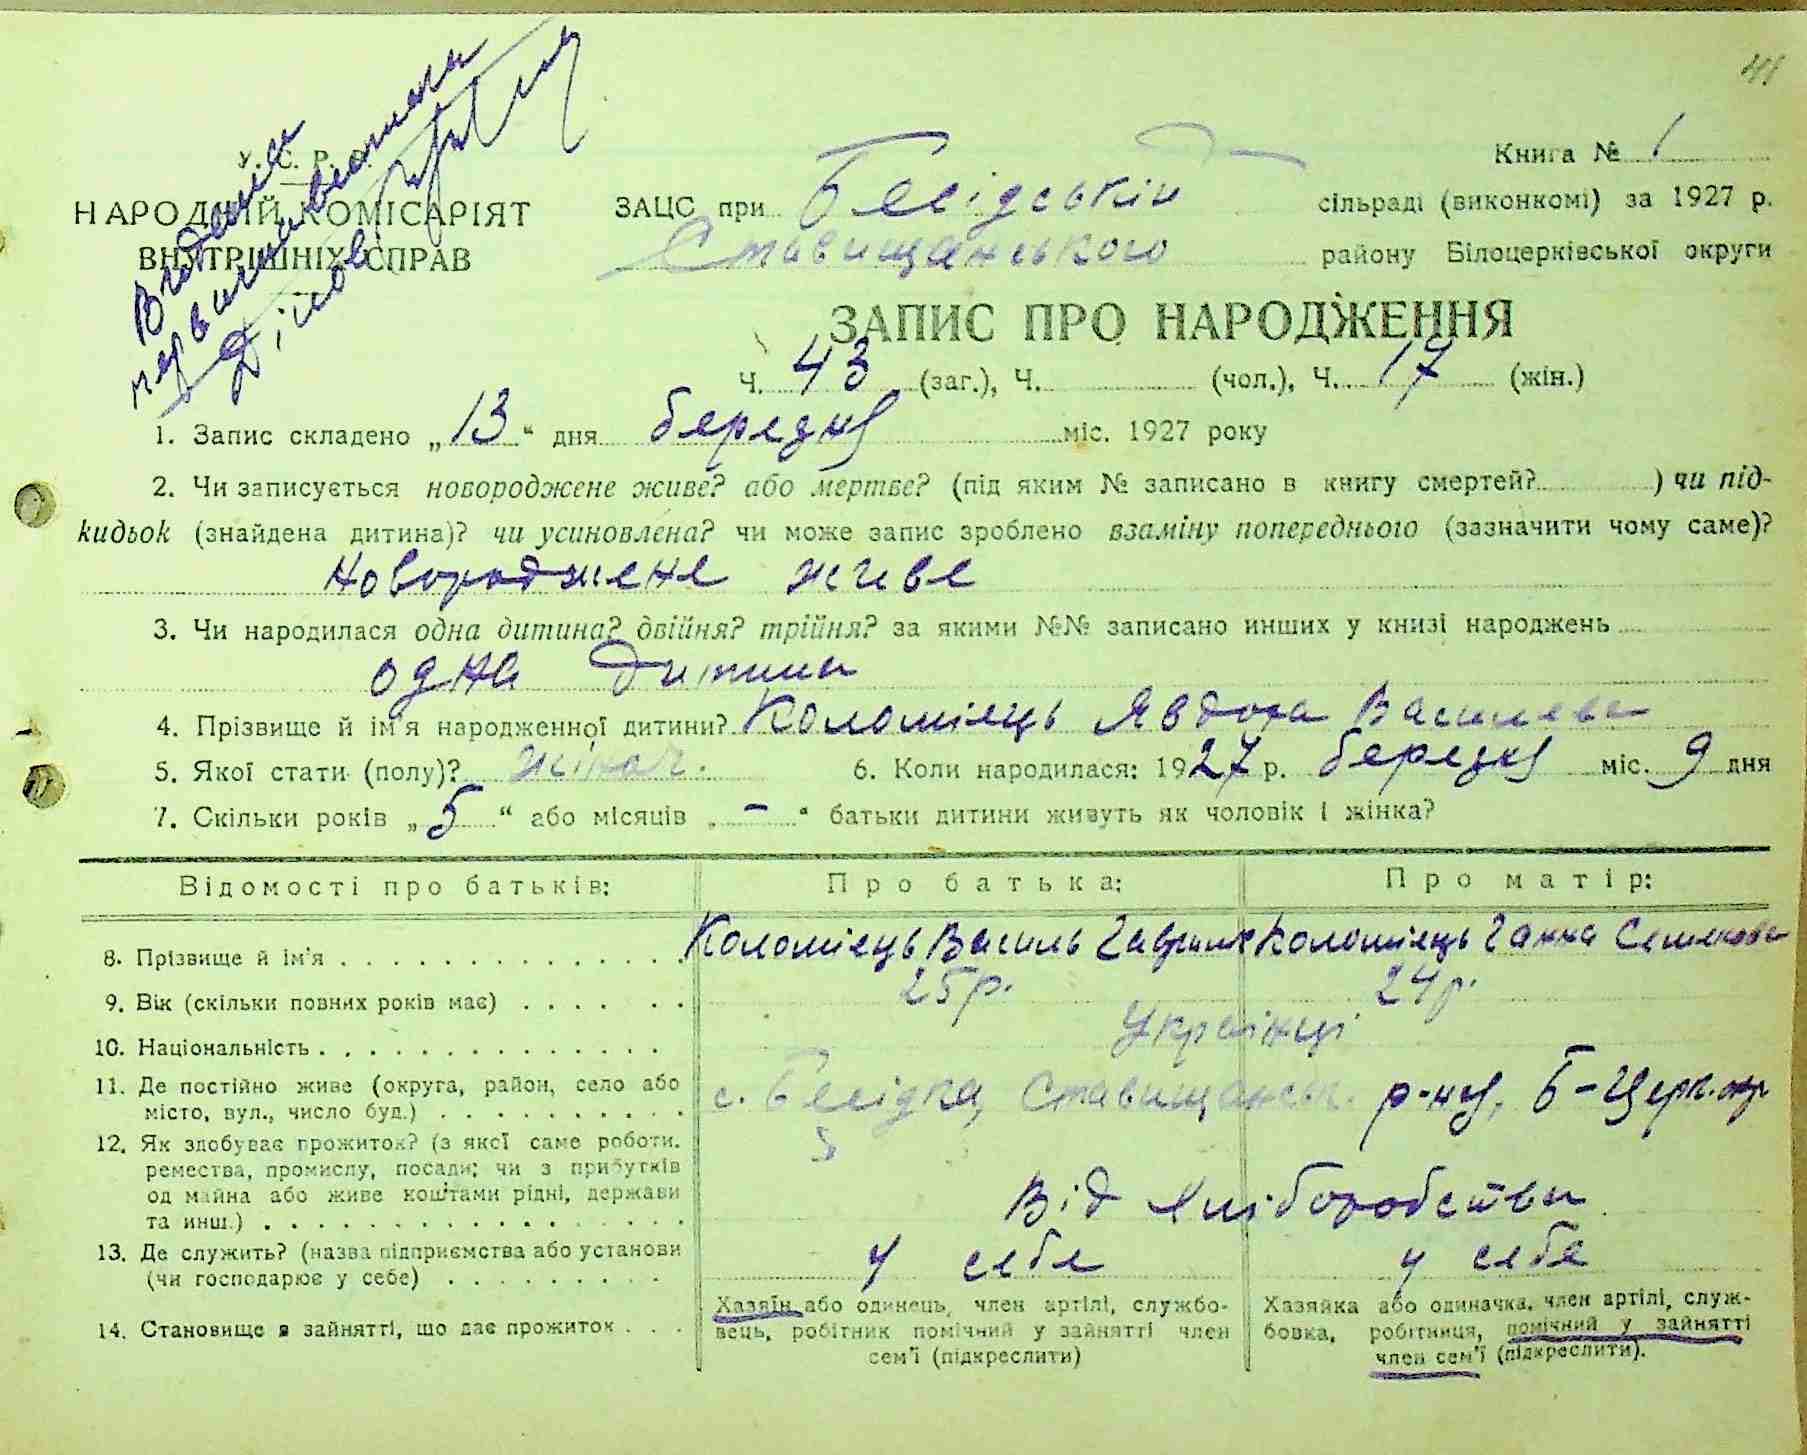 41
У. С. Р. Р.
НАРОДНІЙ КОМІСАРІЯТ
ВНУТРІШНІХ СПРАВ
Книга № 1
ЗАЦС при Бесідській сільраді (виконкомі) за 1927 р.
Ставищанського району Білоцерківської округи
ЗАПИС ПРО НАРОДЖЕННЯ
Ч. 43 (заг.), Ч. (чол.), Ч. 17 (жін.)
1. Запис складено „13“ дня березня міс. 1927 року
2. Чи записується новороджене живе? або мертве? (під яким № записано в книгу смертей? ) чи під-
кидьок (знайдена дитина)? чи усиновлена? чи може запис зроблено взаміну попереднього (зазначити чому саме)?
новороджене живе
3. Чи народилася одна дитина? двійня? трійня? за якими №№ записано инших у книзі народжень
одна дитина
4. Прізвище й ім'я народженної дитини? Коломієць Явдоха Василева
5. Якої стати (полу)? жіноч. 6. Коли народилася: 1927 р. березня міс. 9 дня
7. Скільки років „5“ або місяців „-“ батьки дитини живуть як чоловік і жінка?
Відомості про батьків: Про батька: Про матір:
8. Прізвище й ім'я Коломієць Василь Коломієць Ганна
9. Вік (скільки повних років має) 25 р. 24 р.
10. Національність Українці
11. Де постійно живе (округа, район, село або
місто, вул., число буд.) с. Бесідка, Ставищанськ. р-ну, Б-Церк. окр
12. Як здобуває прожиток? (з якої саме роботи.
ремества, промислу, посади; чи з прибутків
од майна або живе коштами рідні, держави
та инш.) Від хліборобства
13. Де служить? (назва підприємства або установи
(чи господарює у себе) у себе у себе
14. Становище в зайнятті, що дає прожиток
Хазяїн або одинець, член артілі, службо-
вець, робітник помічний у зайнятті член
сем'ї (підкреслити)
Хазяйка або одиначка, член артілі, служ-
бовка, робітниця, помічний у зайнятті
член сем'ї (підкреслити).